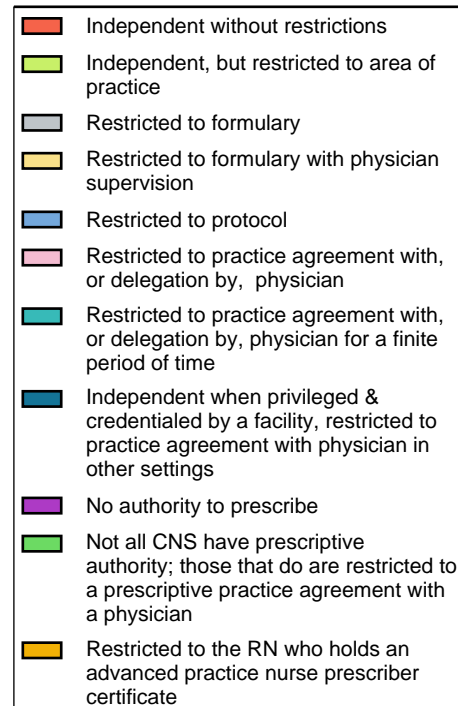 Independent without restrictions
Independent, but restricted to area of
practice
Restricted to formulary
Restricted to formulary with physician
supervision
Restricted to protocol
Restricted to practice agreement with,
or delegation by, physician
Restricted to practice agreement with,
or delegation by, physician for a finite
period of time
Independent when privileged &
credentialed by a facility, restricted to
practice agreement with physician in
other settings
No authority to prescribe
Not all CNS have prescriptive
authority; those that do are restricted to
a prescriptive practice agreement with
a physician
Restricted to the RN who holds an
advanced practice nurse prescriber
certificate